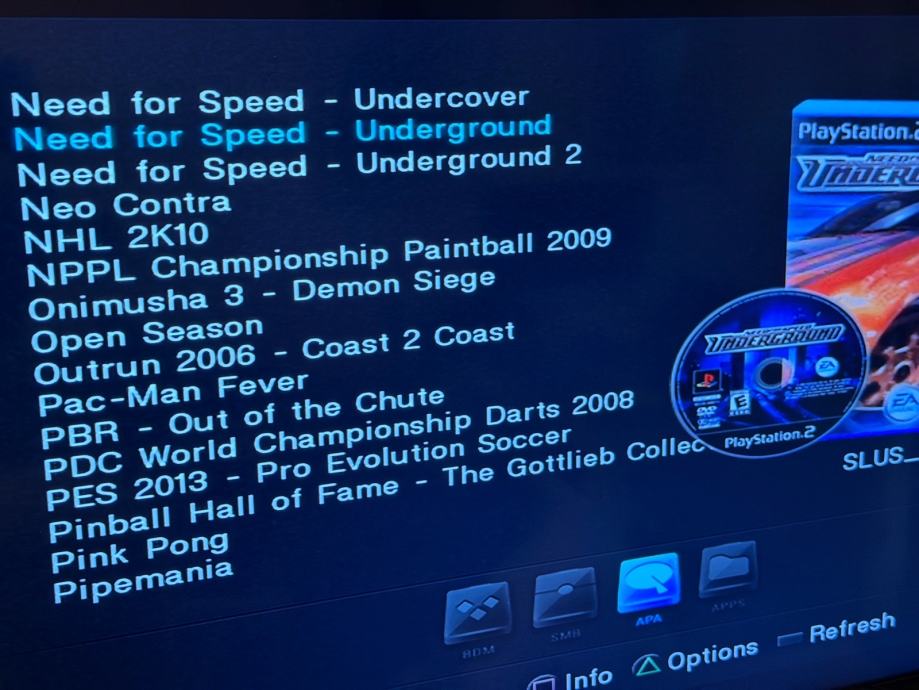 Need for Speed - Undercover
Need for Speed - Underground
Need for Speed - Underground 2
Neo Contra
NHL 2K10
NPPL Championship Paintball 2009
Onimusha 3 - Demon Siege
Open Season
Outrun 2006 - Coast 2 Coast
Pac-Man Fever
PBR - Out of the Chute
PDC World Championship Darts 2008
PES 2013 - Pro Evolution Soccer
Pinball Hall of Fame - The Gottlieb Collec
Pink Pong
Pipemania
PlayStation.2
UNDERGROUND
EA
E
PlayStation.2
EA
SLUS_
BDM
SMB
APA
APPS
Info
Options
Refresh